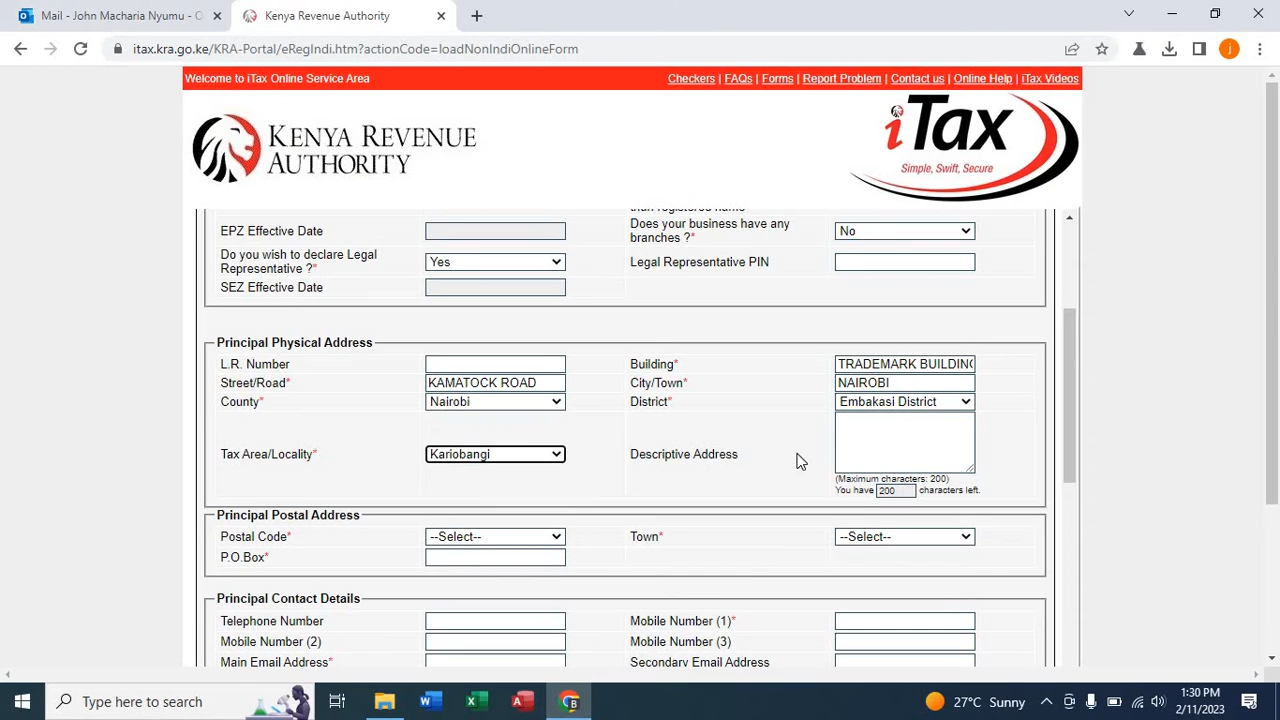 Mail - John Macharia Nyumu - O
Kenya Revenue Authority
itax.kra.go.ke/KRA-Portal/eRegIndi.htm?actionCode=loadNonIndiOnlineForm
j
Welcome to iTax Online Service Area
Checkers | FAQs | Forms | Report Problem | Contact us | Online Help | iTax Videos
KENYA REVENUE
AUTHORITY
iTax
Simple, Swift, Secure
than registered name
EPZ Effective Date
Does your business have any
branches ?*
No
Do you wish to declare Legal
Representative ?*
Yes
Legal Representative PIN
SEZ Effective Date
Principal Physical Address
L.R. Number
Building*
TRADEMARK BUILDING
Street/Road*
KAMATOCK ROAD
City/Town*
NAIROBI
County*
Nairobi
District*
Embakasi District
Tax Area/Locality*
Kariobangi
Descriptive Address
(Maximum characters: 200)
You have 200 characters left.
Principal Postal Address
Postal Code*
--Select--
Town*
--Select--
P.O.Box*
Principal Contact Details
Telephone Number
Mobile Number (1)*
Mobile Number (2)
Mobile Number (3)
Main Email Address*
Secondary Email Address
Type here to search
27°C Sunny
1:30 PM
2/11/2023